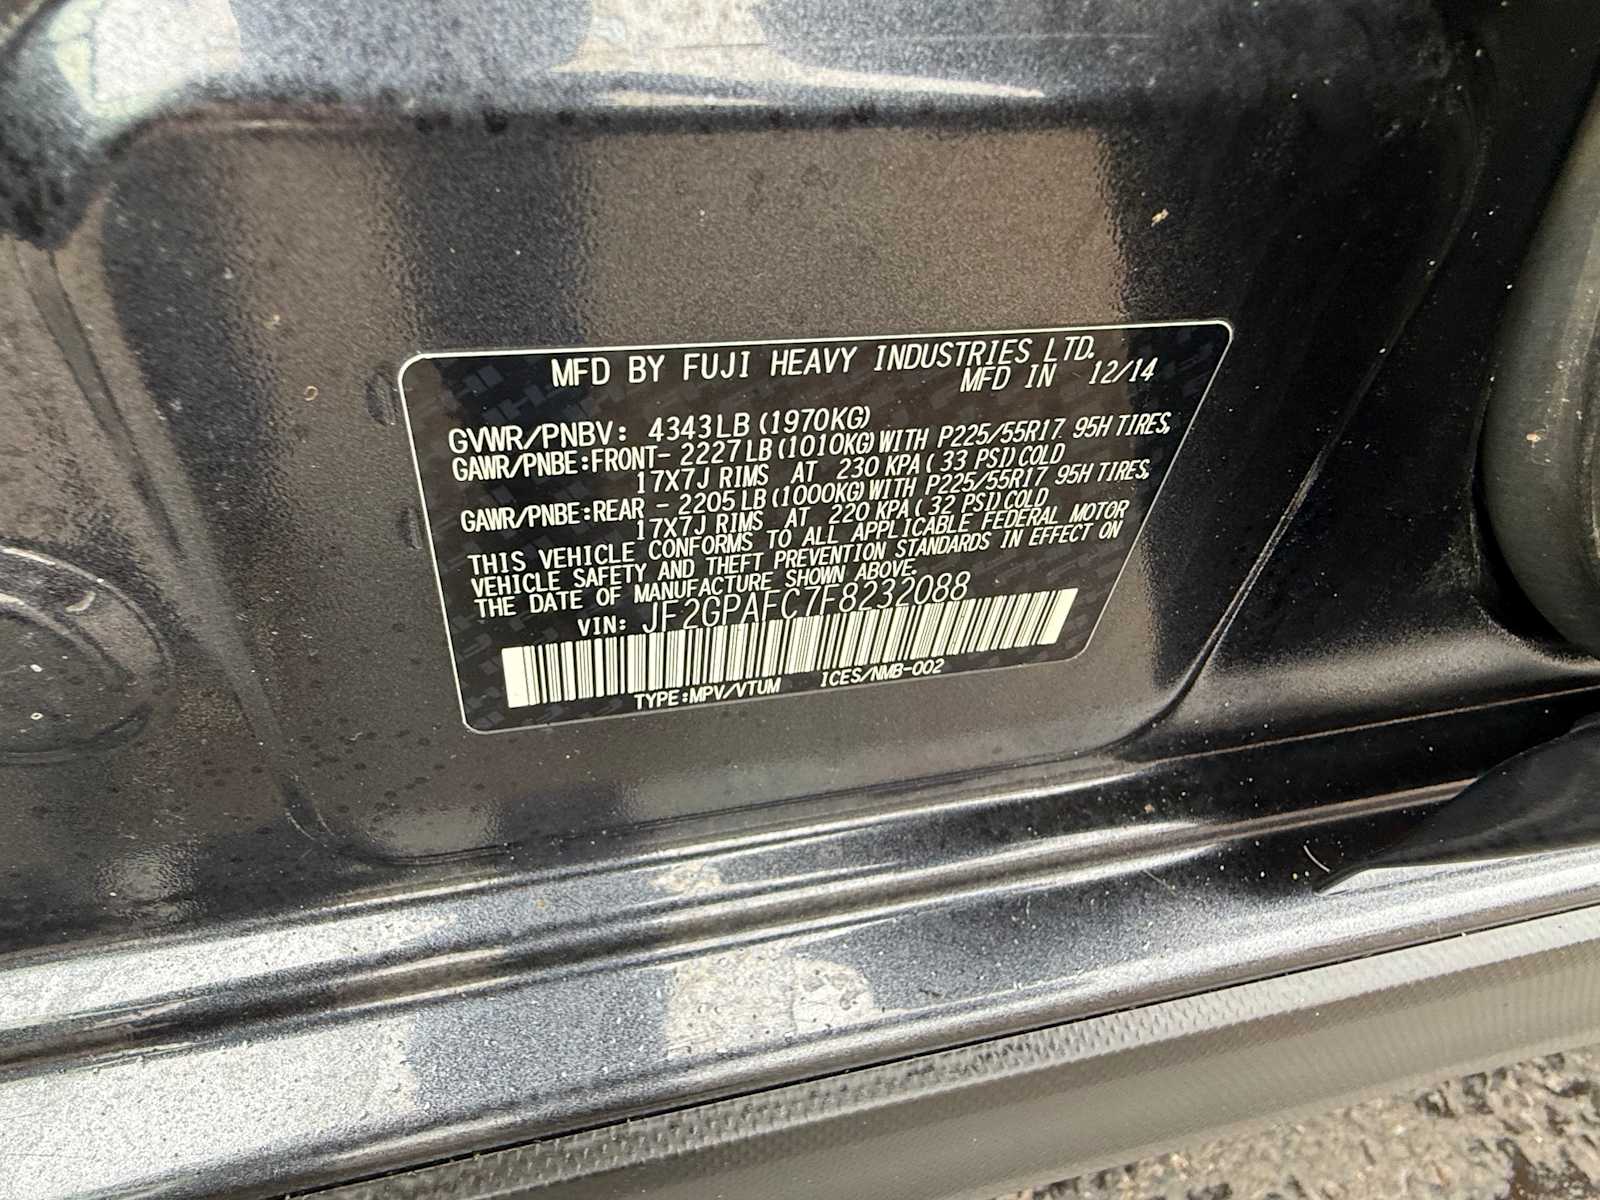 MFD BY FUJI HEAVY INDUSTRIES LTD.
MFD IN 12/14
GVWR/PNBV: 4343LB (1970KG)
GAWR/PNBE:FRONT- 2227LB (1010KG) WITH P225/55R17 95H TIRES,
17X7J RIMS AT 230 KPA ( 33 PSI) COLD
GAWR/PNBE:REAR - 2205LB (1000KG) WITH P225/55R17 95H TIRES,
17X7J RIMS AT 220 KPA ( 32 PSI) COLD
THIS VEHICLE CONFORMS TO ALL APPLICABLE FEDERAL MOTOR
VEHICLE SAFETY AND THEFT PREVENTION STANDARDS IN EFFECT ON
THE DATE OF MANUFACTURE SHOWN ABOVE.
VIN: JF2GPAFC7F8232088
TYPE:MPV/VTUM ICES/NMB-002